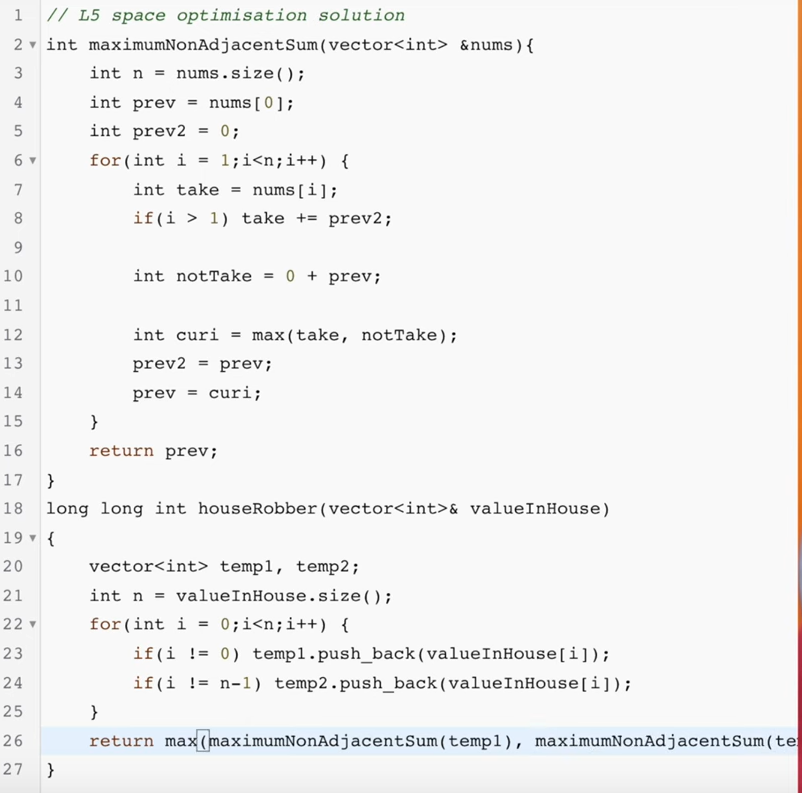 1 // L5 space optimisation solution
2 int maximumNonAdjacentSum(vector<int> &nums){
3     int n = nums.size();
4     int prev = nums[0];
5     int prev2 = 0;
6     for(int i = 1;i<n;i++) {
7         int take = nums[i];
8         if(i > 1) take += prev2;
9
10         int notTake = 0 + prev;
11
12         int curi = max(take, notTake);
13         prev2 = prev;
14         prev = curi;
15     }
16     return prev;
17 }
18 long long int houseRobber(vector<int>& valueInHouse)
19 {
20     vector<int> temp1, temp2;
21     int n = valueInHouse.size();
22     for(int i = 0;i<n;i++) {
23         if(i != 0) temp1.push_back(valueInHouse[i]);
24         if(i != n-1) temp2.push_back(valueInHouse[i]);
25     }
26     return max(maximumNonAdjacentSum(temp1), maximumNonAdjacentSum(te
27 }